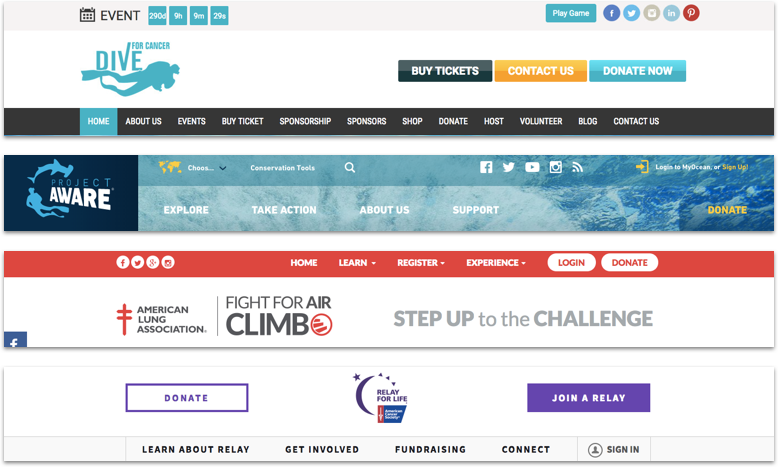 EVENT 290d 9h 9m 29s Play Game
DIVE FOR CANCER
BUY TICKETS CONTACT US DONATE NOW
HOME ABOUT US EVENTS BUY TICKET SPONSORSHIP SPONSORS SHOP DONATE HOST VOLUNTEER BLOG CONTACT US
PROJECT AWARE
Choos... Conservation Tools Login to MyOcean, or Sign Up!
EXPLORE TAKE ACTION ABOUT US SUPPORT DONATE
HOME LEARN REGISTER EXPERIENCE LOGIN DONATE
AMERICAN LUNG ASSOCIATION®
FIGHT FOR AIR CLIMB
STEP UP to the CHALLENGE
DONATE
RELAY FOR LIFE
American Cancer Society®
JOIN A RELAY
LEARN ABOUT RELAY GET INVOLVED FUNDRAISING CONNECT SIGN IN